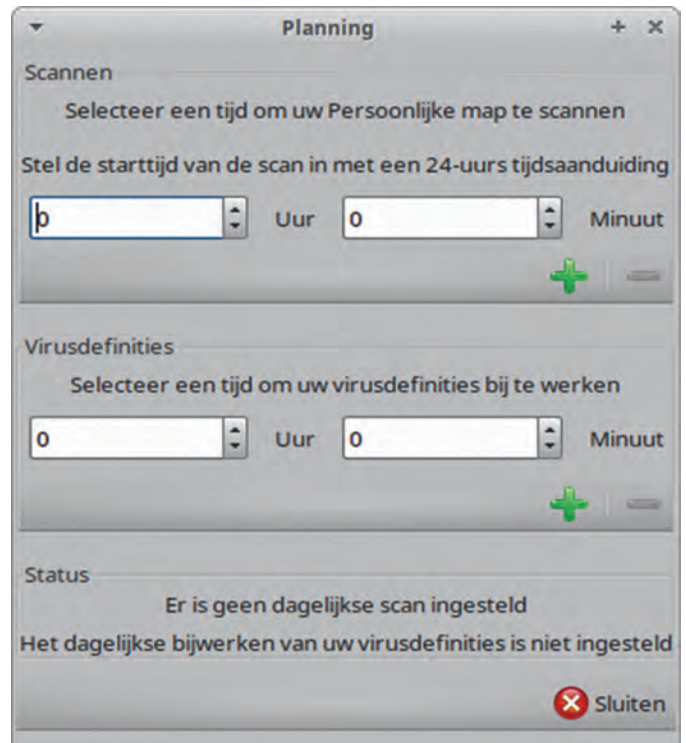 Planning
Scannen
Selecteer een tijd om uw Persoonlijke map te scannen
Stel de starttijd van de scan in met een 24-uurs tijdsaanduiding
0 Uur 0 Minuut
Virusdefinities
Selecteer een tijd om uw virusdefinities bij te werken
0 Uur 0 Minuut
Status
Er is geen dagelijkse scan ingesteld
Het dagelijkse bijwerken van uw virusdefinities is niet ingesteld
Sluiten